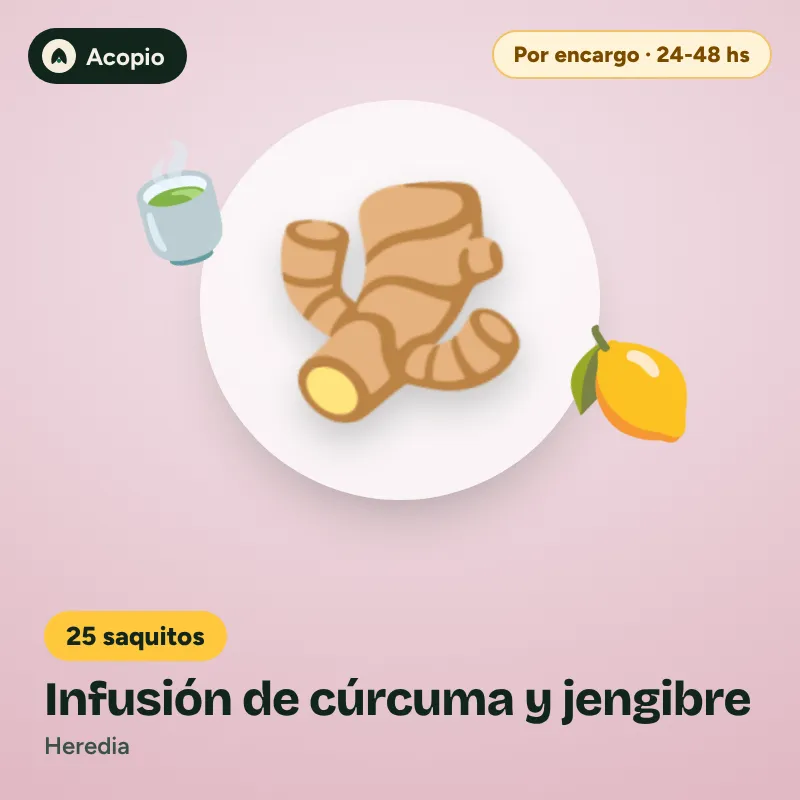 Acopio
Por encargo · 24-48 hs
25 saquitos
Infusión de cúrcuma y jengibre
Heredia